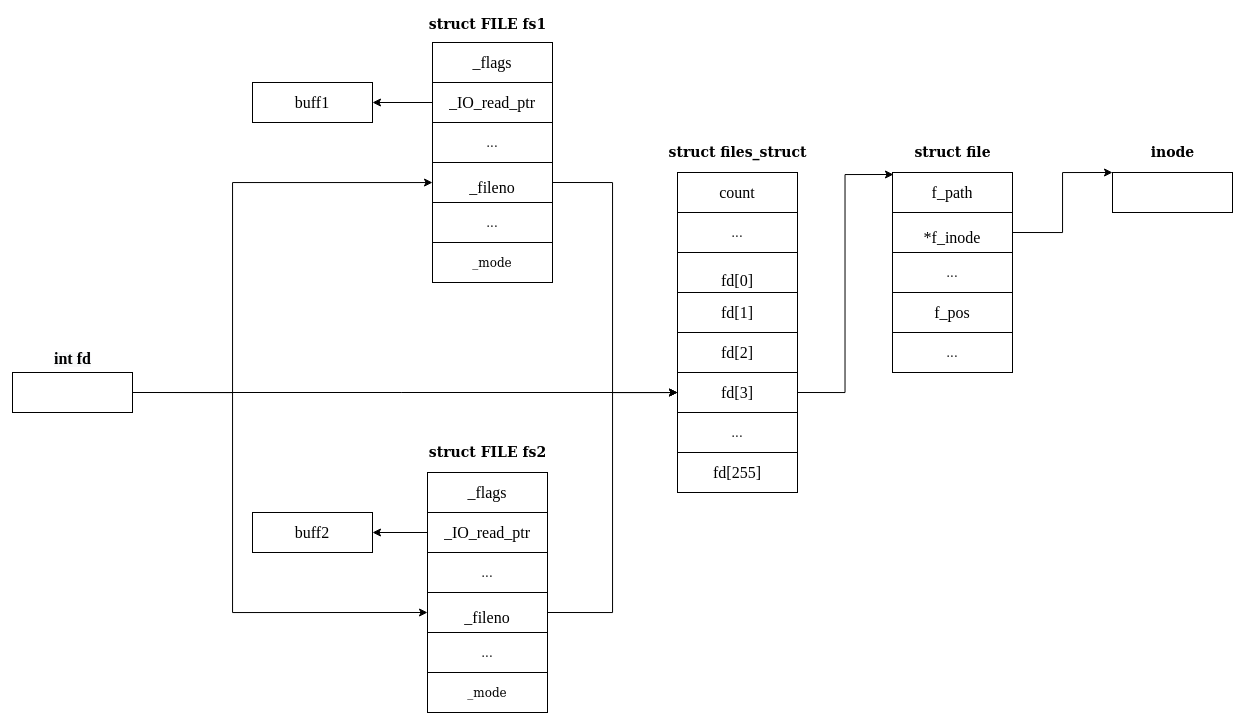 struct FILE fs1
_flags
buff1
_IO_read_ptr
...
_fileno
...
_mode
struct files_struct
count
...
fd[0]
fd[1]
fd[2]
fd[3]
...
fd[255]
struct file
f_path
*f_inode
...
f_pos
...
inode
int fd
struct FILE fs2
_flags
buff2
_IO_read_ptr
...
_fileno
...
_mode